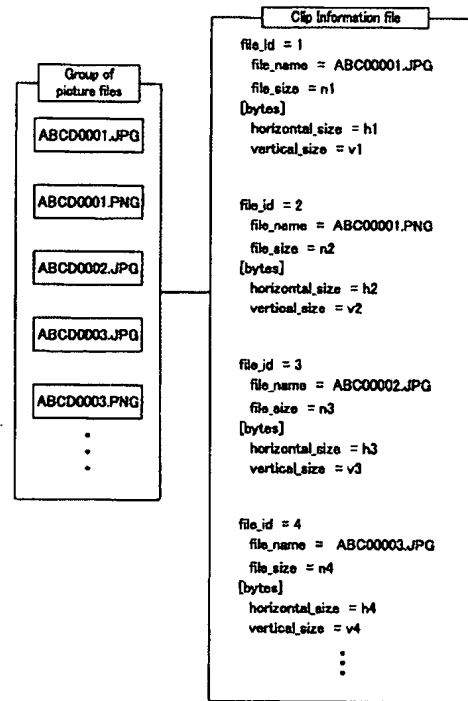 Group of
picture files
ABCD0001.JPG
ABCD0001.PNG
ABCD0002.JPG
ABCD0003.JPG
ABCD0003.PNG
Clip Information file
file_id = 1
file_name = ABC00001.JPG
file_size = n1
[bytes]
horizontal_size = h1
vertical_size = v1
file_id = 2
file_name = ABC00001.PNG
file_size = n2
[bytes]
horizontal_size = h2
vertical_size = v2
file_id = 3
file_name = ABC00002.JPG
file_size = n3
[bytes]
horizontal_size = h3
vertical_size = v3
file_id = 4
file_name = ABC00003.JPG
file_size = n4
[bytes]
horizontal_size = h4
vertical_size = v4